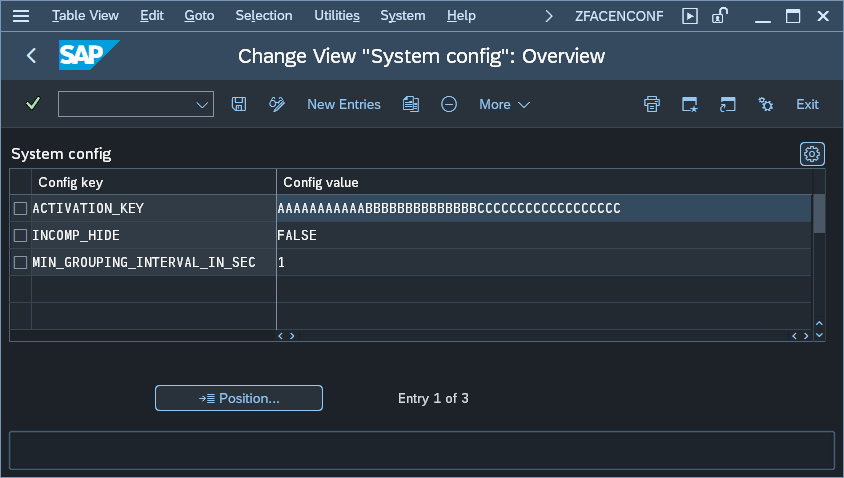 Table View Edit Goto Selection Utilities System Help ZFACENCONF
SAP Change View "System config": Overview
New Entries More Exit
System config
Config key Config value
ACTIVATION_KEY AAAAAAAAAAABBBBBBBBBBBBBBCCCCCCCCCCCCCCCCCC
INCOMP_HIDE FALSE
MIN_GROUPING_INTERVAL_IN_SEC 1
Position... Entry 1 of 3